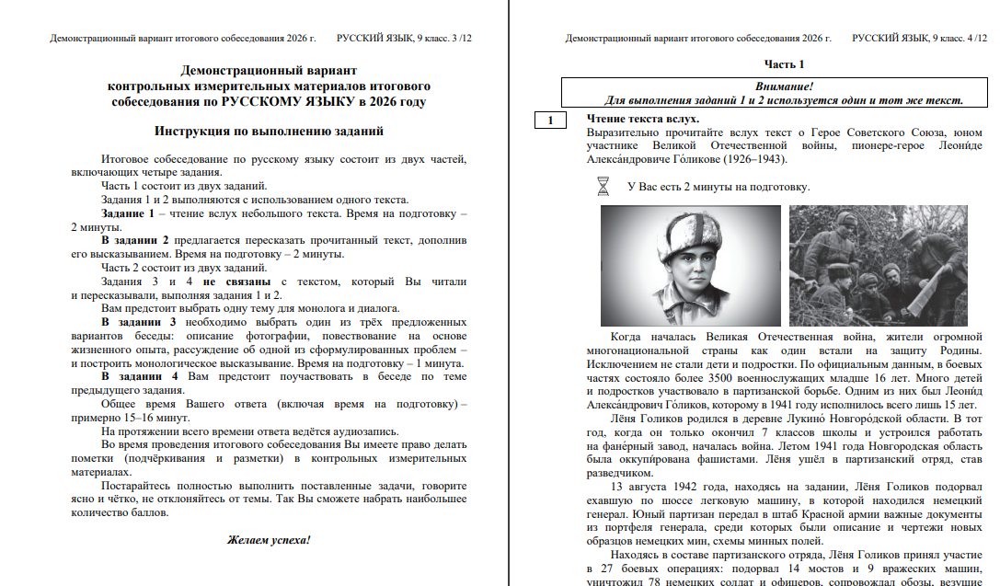 Демонстрационный вариант итогового собеседования 2026 г. РУССКИЙ ЯЗЫК, 9 класс. 3 /12
Демонстрационный вариант
контрольных измерительных материалов итогового
собеседования по РУССКОМУ ЯЗЫКУ в 2026 году
Инструкция по выполнению заданий
Итоговое собеседование по русскому языку состоит из двух частей,
включающих четыре задания.
Часть 1 состоит из двух заданий.
Задания 1 и 2 выполняются с использованием одного текста.
Задание 1 – чтение вслух небольшого текста. Время на подготовку –
2 минуты.
В задании 2 предлагается пересказать прочитанный текст, дополнив
его высказыванием. Время на подготовку – 2 минуты.
Часть 2 состоит из двух заданий.
Задания 3 и 4 не связаны с текстом, который Вы читали
и пересказывали, выполняя задания 1 и 2.
Вам предстоит выбрать одну тему для монолога и диалога.
В задании 3 необходимо выбрать один из трёх предложенных
вариантов беседы: описание фотографии, повествование на основе
жизненного опыта, рассуждение об одной из сформулированных проблем –
и построить монологическое высказывание. Время на подготовку – 1 минута.
В задании 4 Вам предстоит поучаствовать в беседе по теме
предыдущего задания.
Общее время Вашего ответа (включая время на подготовку) –
примерно 15–16 минут.
На протяжении всего времени ответа ведётся аудиозапись.
Во время проведения итогового собеседования Вы имеете право делать
пометки (подчёркивания и разметки) в контрольных измерительных
материалах.
Постарайтесь полностью выполнить поставленные задачи, говорите
ясно и чётко, не отклоняйтесь от темы. Так Вы сможете набрать наибольшее
количество баллов.
Желаем успеха!
Демонстрационный вариант итогового собеседования 2026 г. РУССКИЙ ЯЗЫК, 9 класс. 4 /12
Часть 1
Внимание!
Для выполнения заданий 1 и 2 используется один и тот же текст.
1
Чтение текста вслух.
Выразительно прочитайте вслух текст о Герое Советского Союза, юном
участнике Великой Отечественной войны, пионере-герое Леони́де
Алекса́ндровиче Го́ликове (1926–1943).
У Вас есть 2 минуты на подготовку.
Когда началась Великая Отечественная война, жители огромной
многонациональной страны как один встали на защиту Родины.
Исключением не стали дети и подростки. По официальным данным, в боевых
частях состояло более 3500 военнослужащих младше 16 лет. Много детей
и подростков участвовало в партизанской борьбе. Одним из них был Леони́д
Алекса́ндрович Го́ликов, которому в 1941 году исполнилось всего лишь 15 лет.
Лёня Голиков родился в деревне Лукино́ Новгоро́дской области. В тот
год, когда он только окончил 7 классов школы и устроился работать
на фане́рный завод, началась война. Летом 1941 года Новгородская область
была оккупи́рована фашистами. Лёня ушёл в партизанский отряд, став
разведчиком.
13 августа 1942 года, находясь на задании, Лёня Голиков подорвал
ехавшую по шоссе легковую машину, в которой находился немецкий
генерал. Юный партизан передал в штаб Красной армии важные документы
из портфеля генерала, среди которых были описание и чертежи новых
образцов немецких мин, схемы минных полей.
Находясь в составе партизанского отряда, Лёня Голиков принял участие
в 27 боевых операциях: подорвал 14 мостов и 9 вражеских машин,
уничтожил 78 немецких солдат и офицеров, сопровождал обозы, везущие